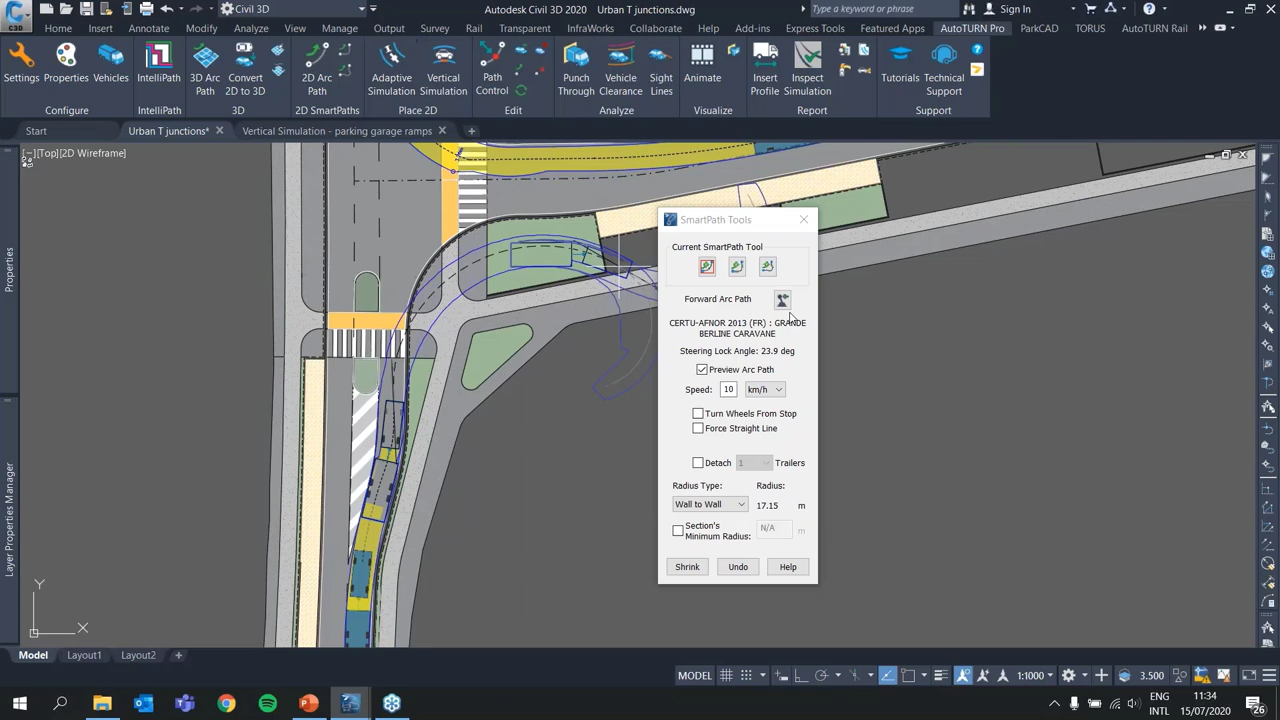 Civil 3D
Autodesk Civil 3D 2020 Urban T junctions.dwg
Type a keyword or phrase
Sign In
C3D
Home Insert Annotate Modify Analyze View Manage Output Survey Rail Transparent InfraWorks Collaborate Help Add-ins Express Tools Featured Apps AutoTURN Pro ParkCAD TORUS AutoTURN Rail
Settings Properties Vehicles IntelliPath 3D Arc Path Convert 2D to 3D 2D Arc Path Adaptive Simulation Vertical Simulation Path Control Punch Through Vehicle Clearance Sight Lines Animate Insert Profile Inspect Simulation Tutorials Technical Support
Configure IntelliPath 3D 2D SmartPaths Place 2D Edit Analyze Visualize Report Support
Start Urban T junctions* Vertical Simulation - parking garage ramps
[−][Top][2D Wireframe]
Properties
Layer Properties Manager
SmartPath Tools
Current SmartPath Tool
Forward Arc Path
CERTU-AFNOR 2013 (FR) : GRANDE
BERLINE CARAVANE
Steering Lock Angle: 23.9 deg
Preview Arc Path
Speed: 10 km/h
Turn Wheels From Stop
Force Straight Line
Detach 1 Trailers
Radius Type: Radius:
Wall to Wall 17.15 m
Section's
Minimum Radius: N/A m
Shrink Undo Help
Y
X
Model Layout1 Layout2
MODEL 1:1000 3.500
ENG 11:34
INTL 15/07/2020 26